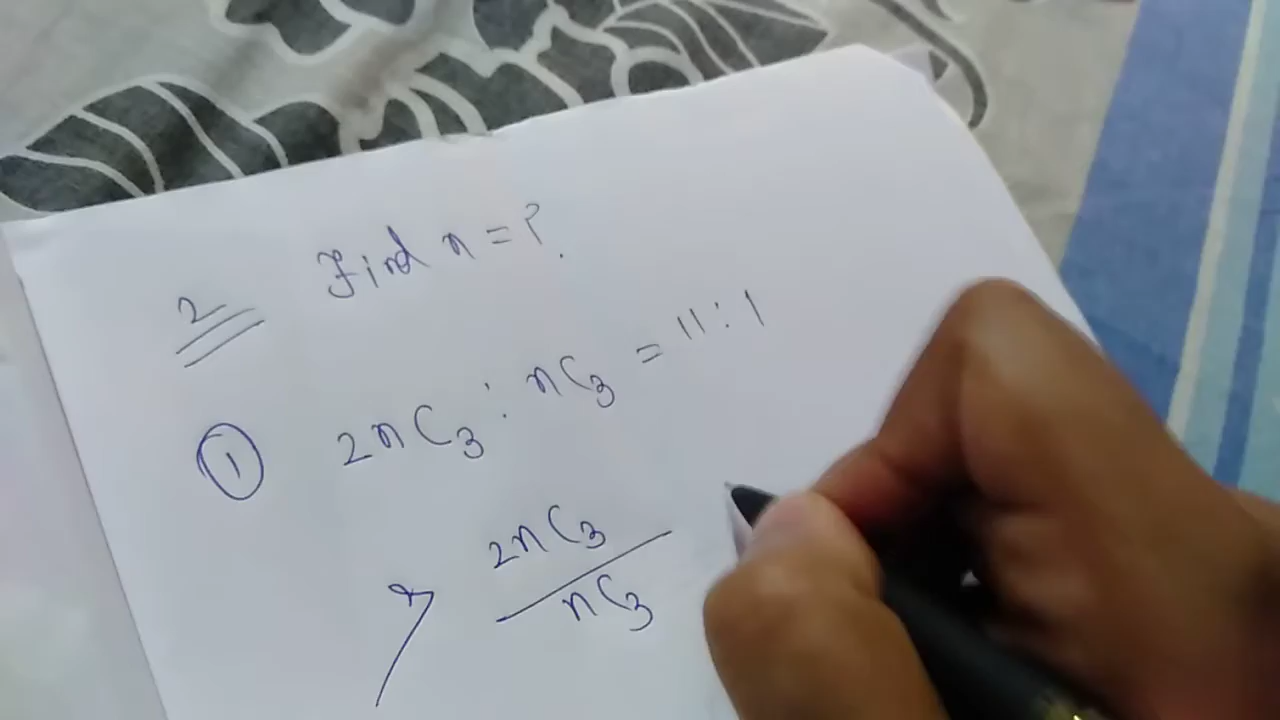 2 Find n = ?
① 2nC₃ : nC₃ = 11 : 1
2nC₃
nC₃